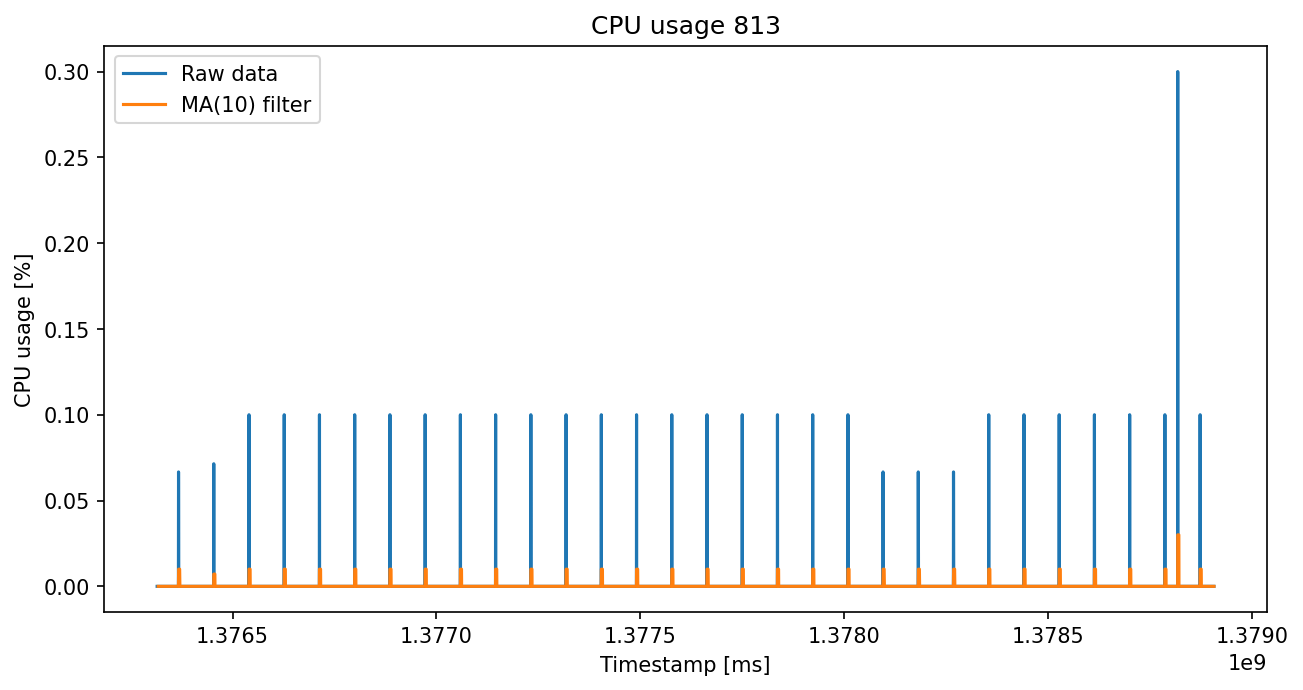 CPU usage 813
Raw data
MA(10) filter
CPU usage [%]
0.30
0.25
0.20
0.15
0.10
0.05
0.00
1.3765 1.3770 1.3775 1.3780 1.3785 1.3790
1e9
Timestamp [ms]